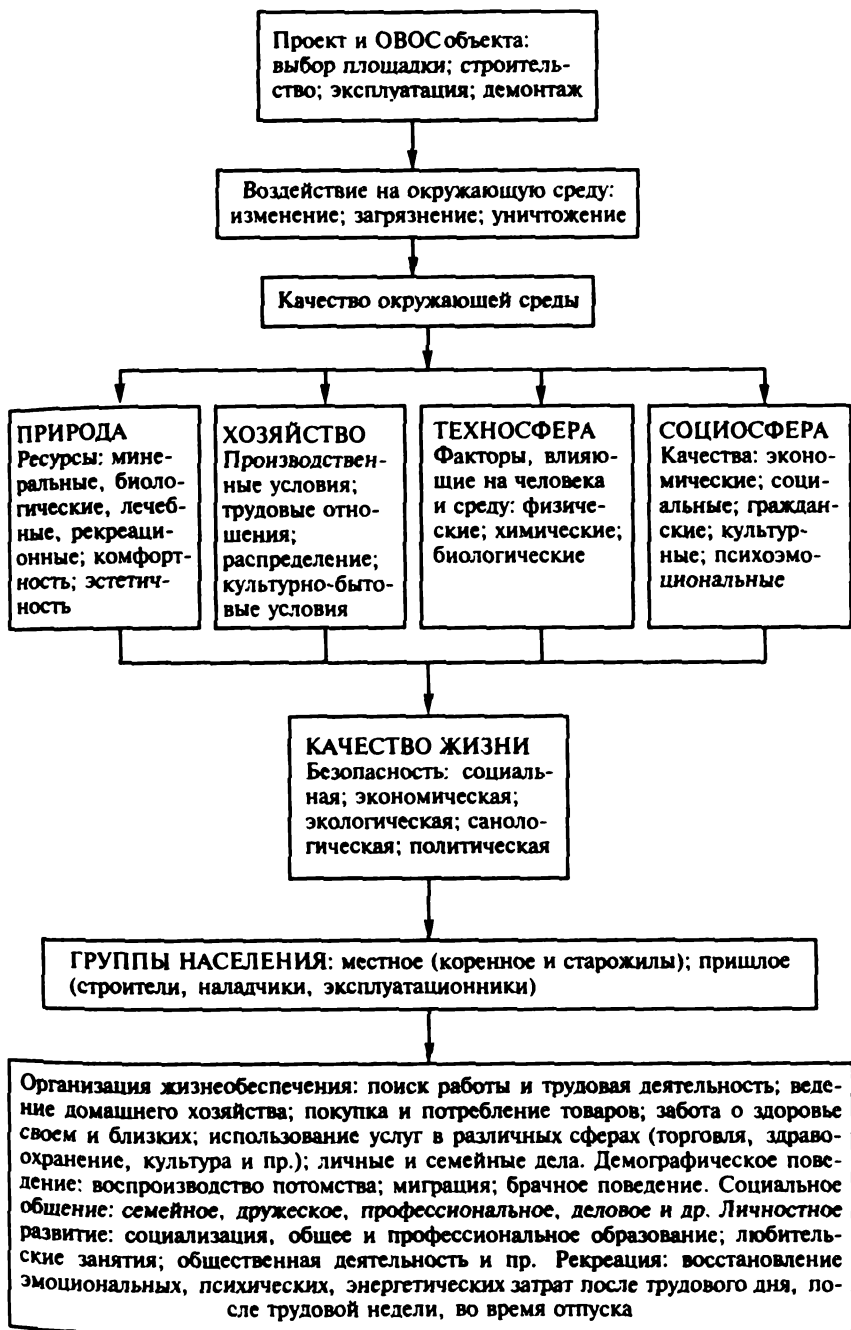 Проект и ОВОС объекта:
выбор площадки; строитель-
ство; эксплуатация; демонтаж
Воздействие на окружающую среду:
изменение; загрязнение; уничтожение
Качество окружающей среды
ПРИРОДА
Ресурсы: мине-
ральные, биоло-
гические, лечеб-
ные, рекреаци-
онные; комфорт-
ность; эстетич-
ность
ХОЗЯЙСТВО
Производствен-
ные условия;
трудовые отно-
шения;
распределение;
культурно-быто-
вые условия
ТЕХНОСФЕРА
Факторы, влияю-
щие на человека
и среду: физиче-
ские; химические;
биологические
СОЦИОСФЕРА
Качества: эконо-
мические; соци-
альные; граждан-
ские; культур-
ные; психоэмо-
циональные
КАЧЕСТВО ЖИЗНИ
Безопасность: социаль-
ная; экономическая;
экологическая; саноло-
гическая; политическая
ГРУППЫ НАСЕЛЕНИЯ: местное (коренное и старожилы); пришлое
(строители, наладчики, эксплуатационники)
Организация жизнеобеспечения: поиск работы и трудовая деятельность; веде-
ние домашнего хозяйства; покупка и потребление товаров; забота о здоровье
своем и близких; использование услуг в различных сферах (торговля, здраво-
охранение, культура и пр.); личные и семейные дела. Демографическое пове-
дение: воспроизводство потомства; миграция; брачное поведение. Социальное
общение: семейное, дружеское, профессиональное, деловое и др. Личностное
развитие: социализация, общее и профессиональное образование; любитель-
ские занятия; общественная деятельность и пр. Рекреация: восстановление
эмоциональных, психических, энергетических затрат после трудового дня, по-
сле трудовой недели, во время отпуска